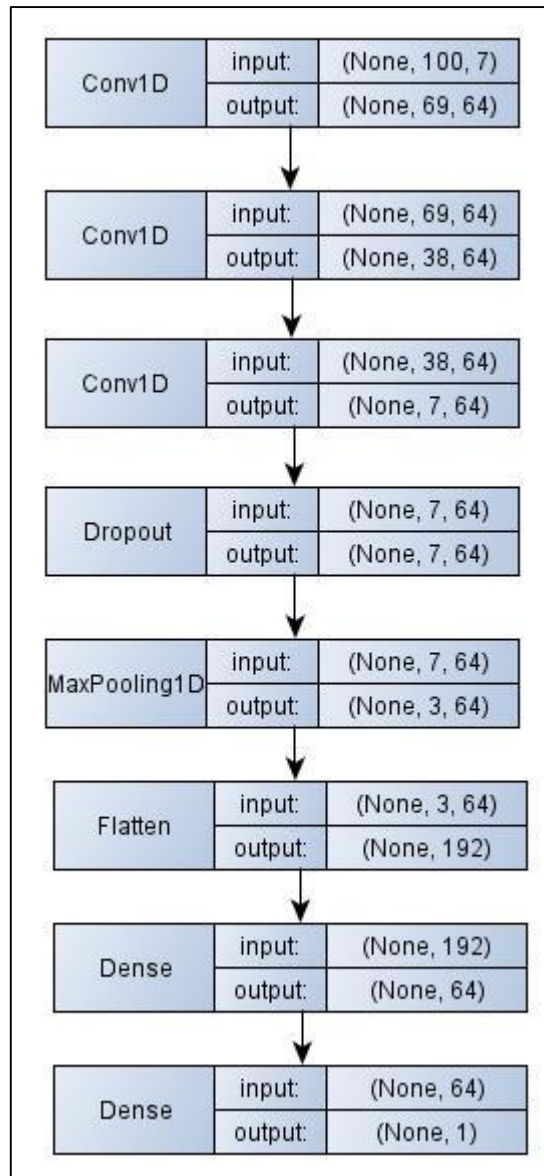 Conv1D
input: (None, 100, 7)
output: (None, 69, 64)
Conv1D
input: (None, 69, 64)
output: (None, 38, 64)
Conv1D
input: (None, 38, 64)
output: (None, 7, 64)
Dropout
input: (None, 7, 64)
output: (None, 7, 64)
MaxPooling1D
input: (None, 7, 64)
output: (None, 3, 64)
Flatten
input: (None, 3, 64)
output: (None, 192)
Dense
input: (None, 192)
output: (None, 64)
Dense
input: (None, 64)
output: (None, 1)